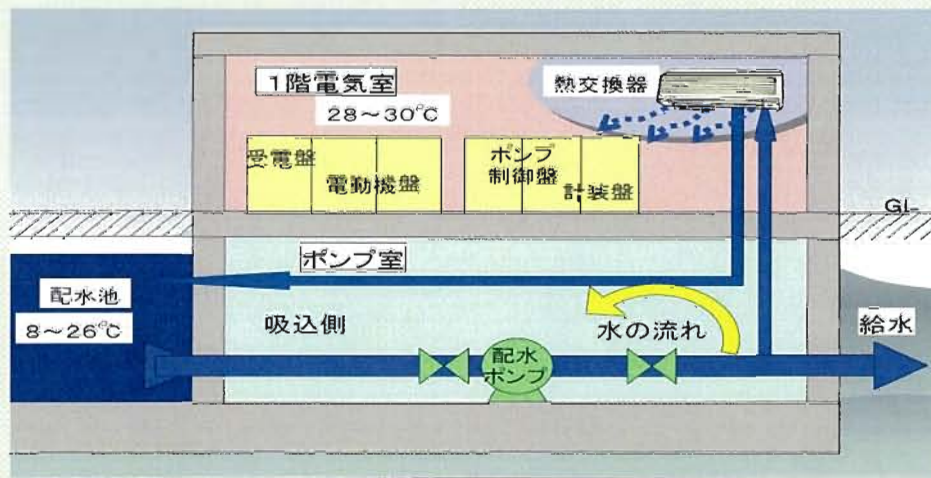 1階電気室
28～30℃
熱交換器
受電盤
電動機盤
ポンプ
制御盤
計装盤
GL
ポンプ室
配水池
8～26℃
吸込側
水の流れ
給水
配水
ポンプ